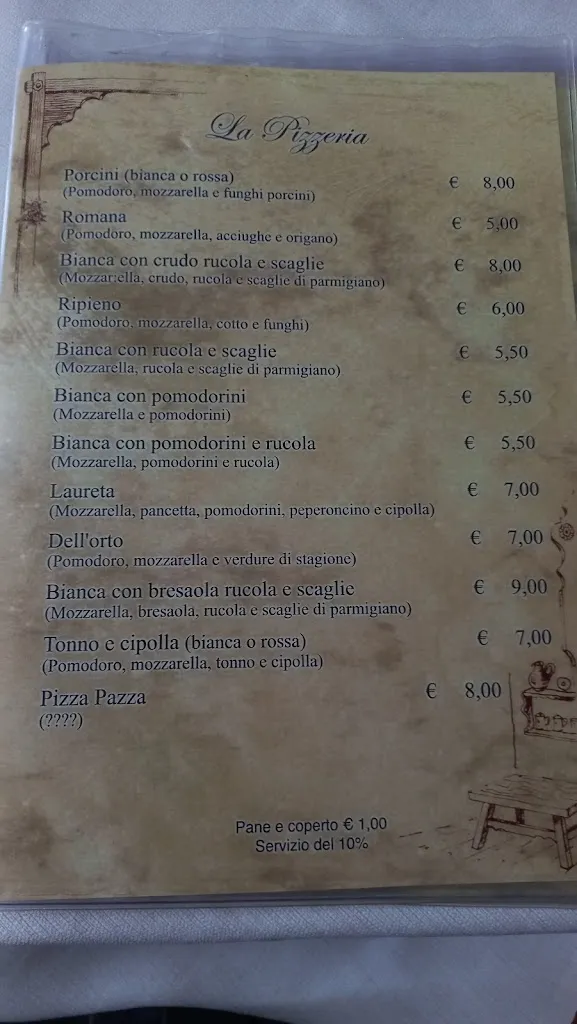 La Pizzeria
Porcini (bianca o rossa) € 8,00
(Pomodoro, mozzarella e funghi porcini)
Romana € 5,00
(Pomodoro, mozzarella, acciughe e origano)
Bianca con crudo rucola e scaglie € 8,00
(Mozzarella, crudo, rucola e scaglie di parmigiano)
Ripieno € 6,00
(Pomodoro, mozzarella, cotto e funghi)
Bianca con rucola e scaglie € 5,50
(Mozzarella, rucola e scaglie di parmigiano)
Bianca con pomodorini € 5,50
(Mozzarella e pomodorini)
Bianca con pomodorini e rucola € 5,50
(Mozzarella, pomodorini e rucola)
Laureta € 7,00
(Mozzarella, pancetta, pomodorini, peperoncino e cipolla)
Dell'orto € 7,00
(Pomodoro, mozzarella e verdure di stagione)
Bianca con bresaola rucola e scaglie € 9,00
(Mozzarella, bresaola, rucola e scaglie di parmigiano)
Tonno e cipolla (bianca o rossa) € 7,00
(Pomodoro, mozzarella, tonno e cipolla)
Pizza Pazza € 8,00
(????)
Pane e coperto € 1,00
Servizio del 10%